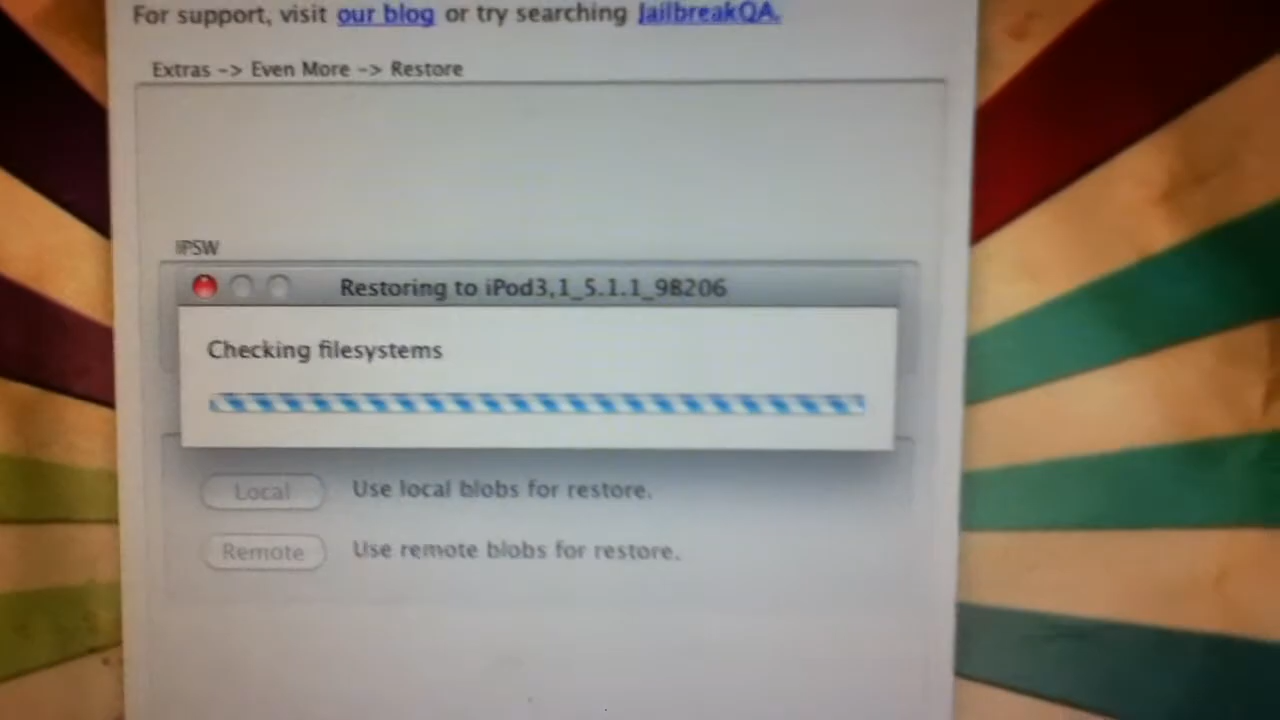 For support, visit our blog or try searching JailbreakQA.
Extras -> Even More -> Restore
IPSW
Restoring to iPod3,1_5.1.1_9B206
Checking filesystems
Local Use local blobs for restore.
Remote Use remote blobs for restore.